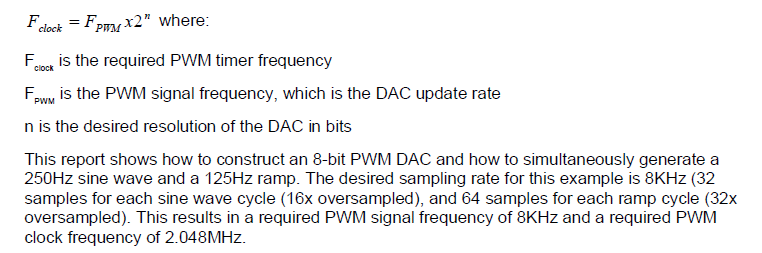 F_clock = F_PWM x2^n where:
F_clock is the required PWM timer frequency
F_PWM is the PWM signal frequency, which is the DAC update rate
n is the desired resolution of the DAC in bits
This report shows how to construct an 8-bit PWM DAC and how to simultaneously generate a
250Hz sine wave and a 125Hz ramp. The desired sampling rate for this example is 8KHz (32
samples for each sine wave cycle (16x oversampled), and 64 samples for each ramp cycle (32x
oversampled). This results in a required PWM signal frequency of 8KHz and a required PWM
clock frequency of 2.048MHz.